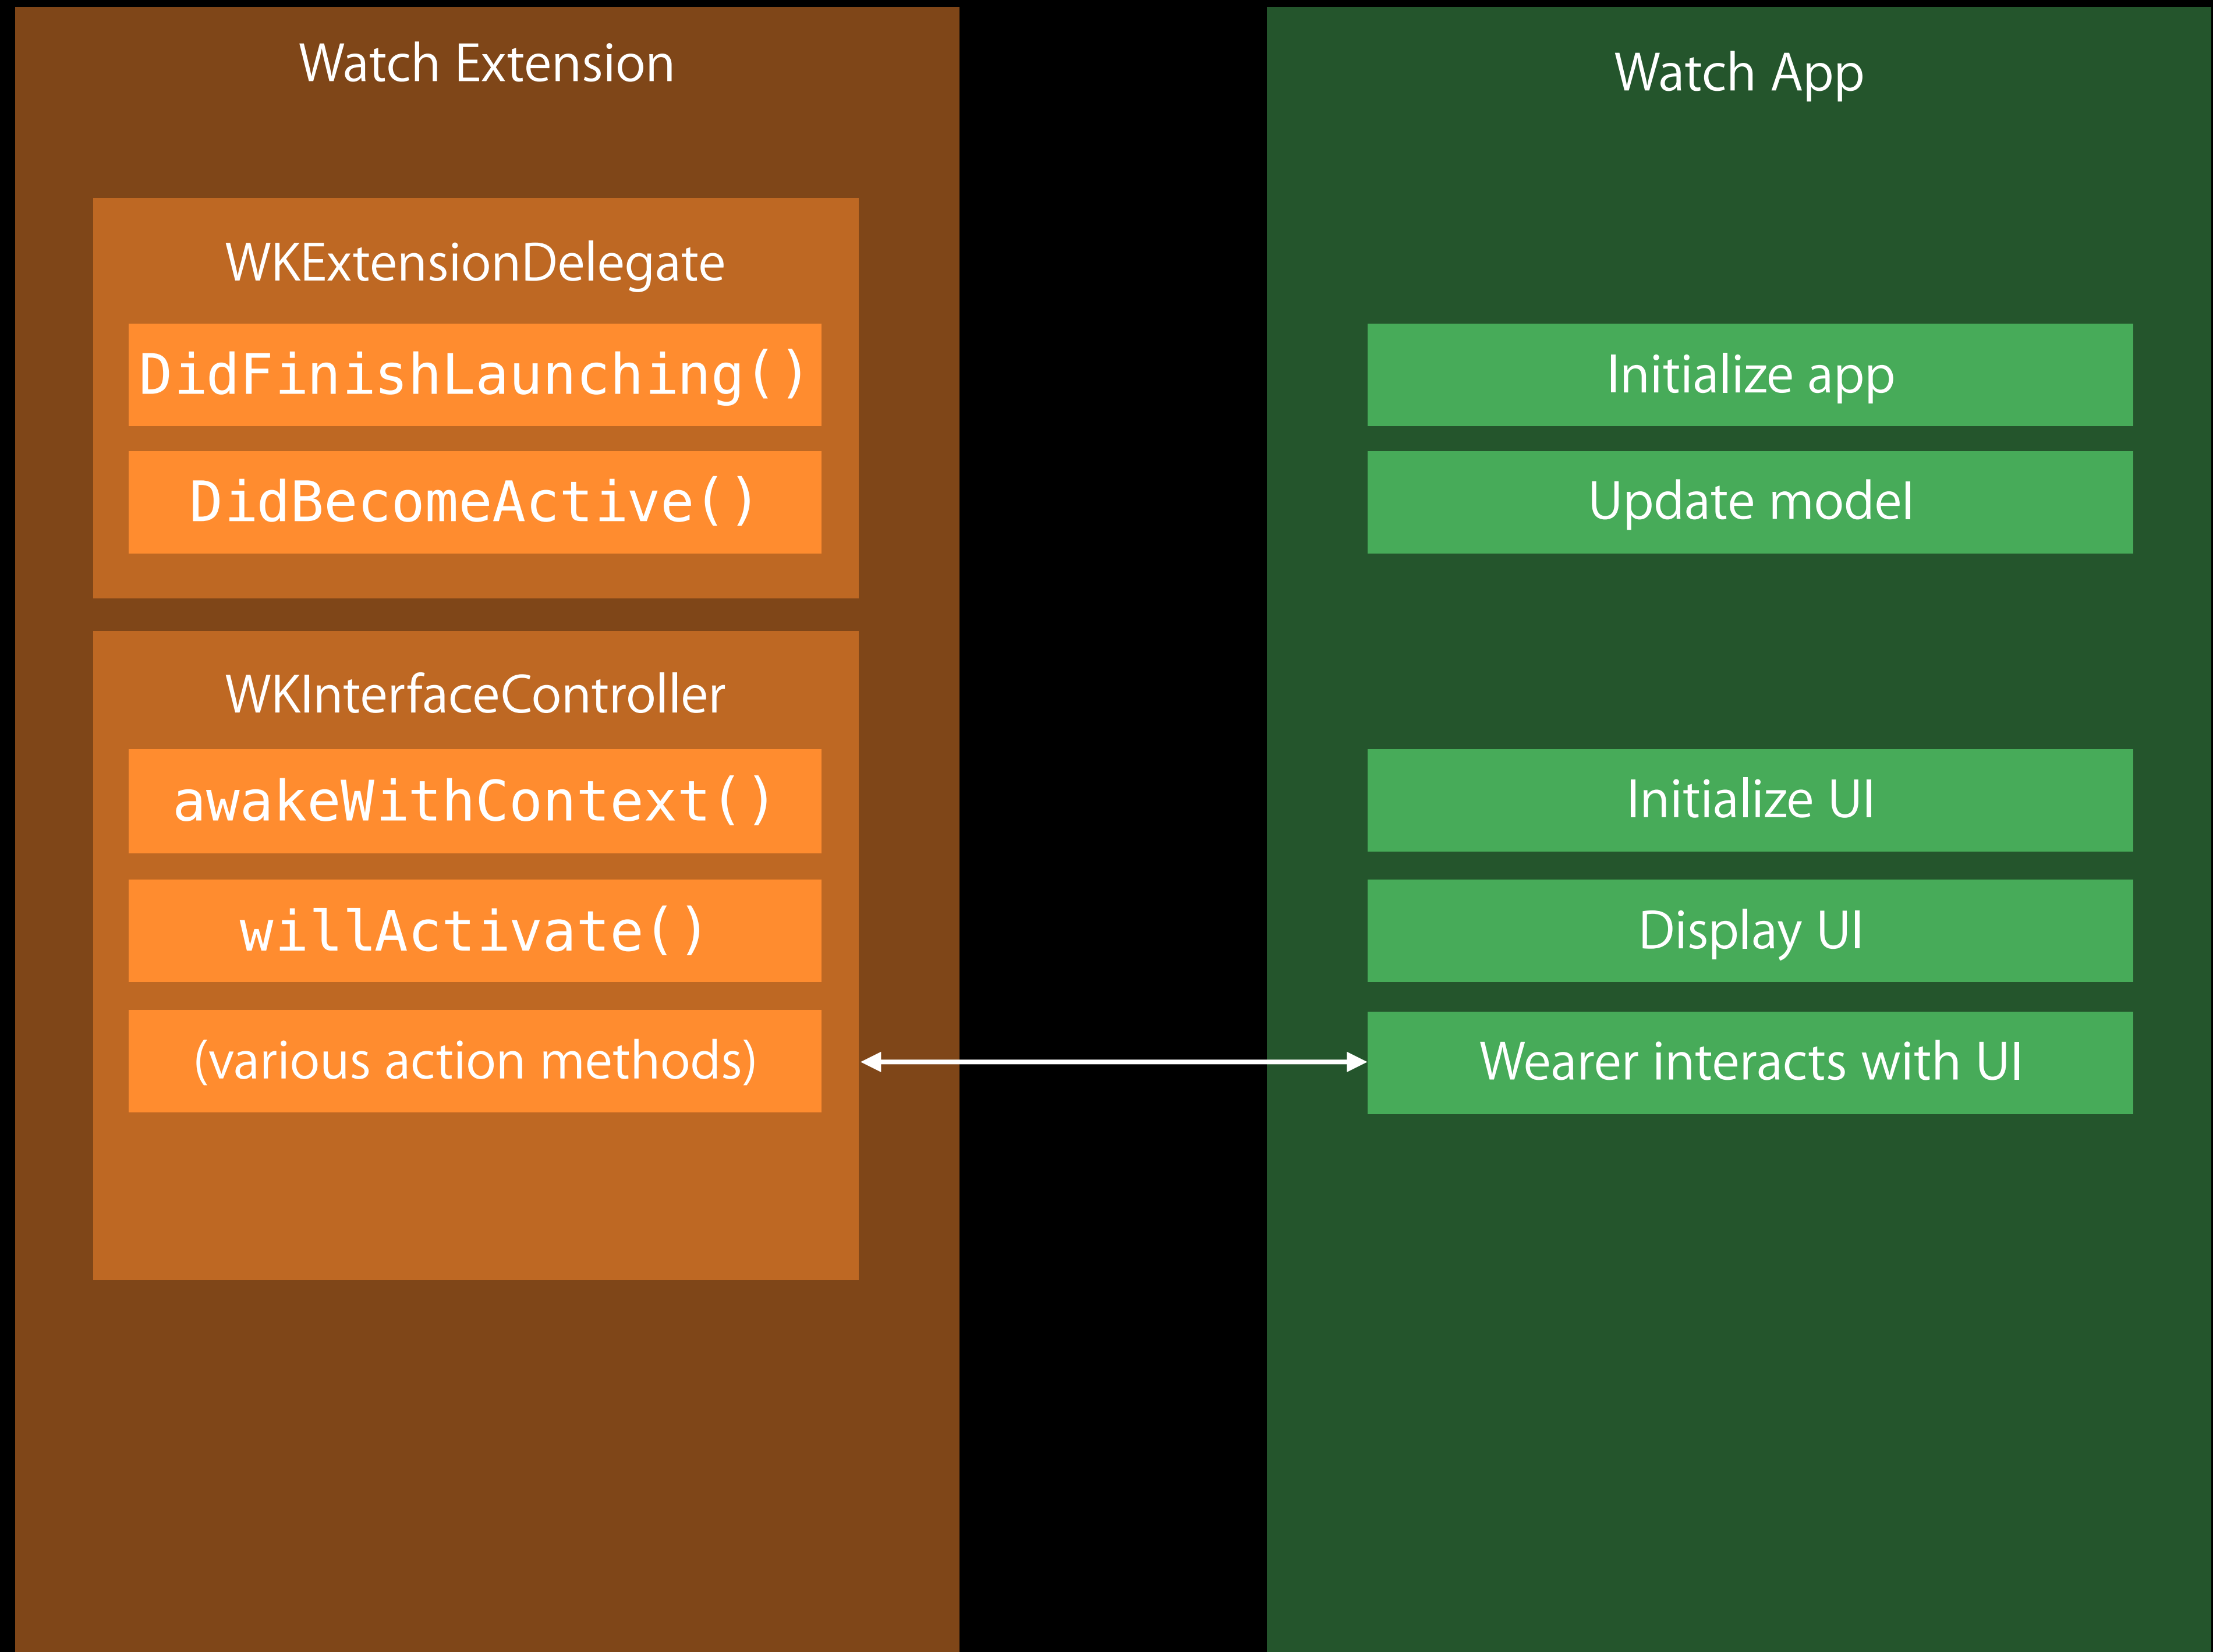 Watch Extension
WKExtensionDelegate
DidFinishLaunching()
DidBecomeActive()
WKInterfaceController
awakeWithContext()
willActivate()
(various action methods)
Watch App
Initialize app
Update model
Initialize UI
Display UI
Wearer interacts with UI